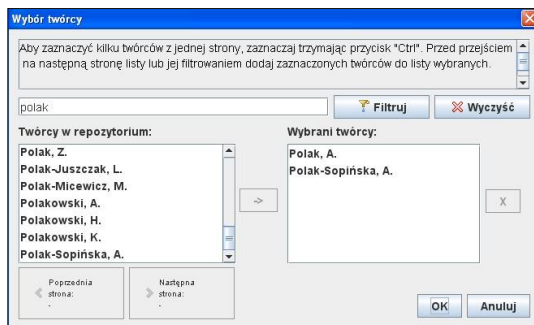 Wybór twórcy
Aby zaznaczyć kilku twórców z jednej strony, zaznaczaj trzymając przycisk "Ctrl". Przed przejściem
na następną stronę listy lub jej filtrowaniem dodaj zaznaczonych twórców do listy wybranych.
polak
Filtruj
Wyczyść
Twórcy w repozytorium:
Polak, Z.
Polak-Juszczak, L.
Polak-Micewicz, M.
Polakowski, A.
Polakowski, H.
Polakowski, K.
Polak-Sopińska, A.
->
Wybrani twórcy:
Polak, A.
Polak-Sopińska, A.
X
Poprzednia
strona:
-
Następna
strona:
-
OK
Anuluj